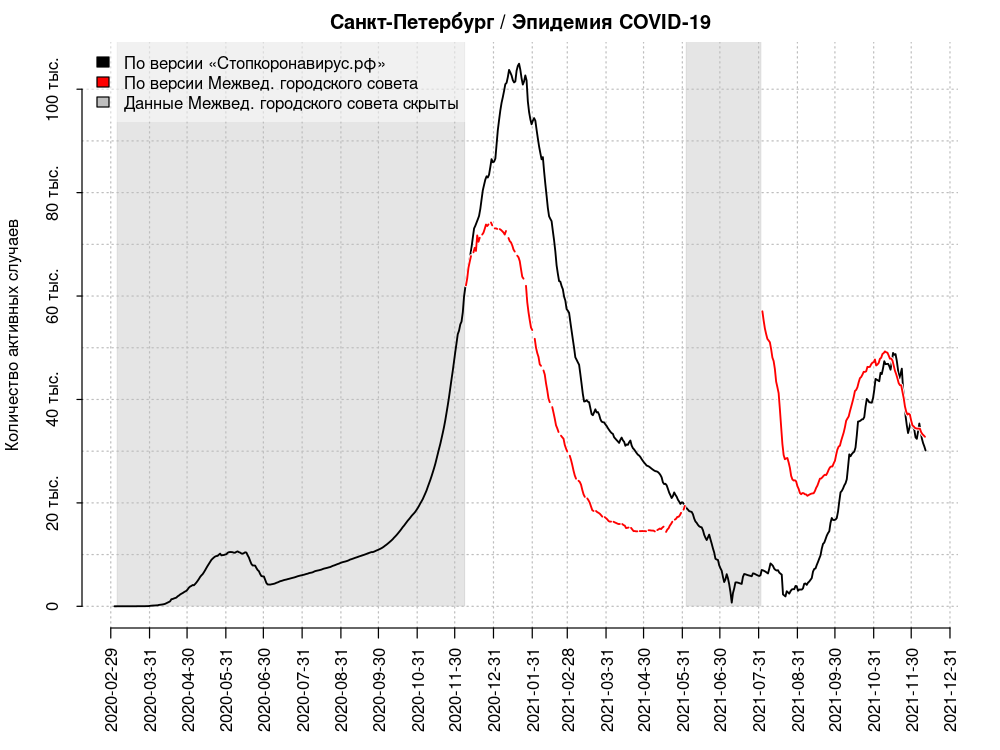 Санкт-Петербург / Эпидемия COVID-19
По версии «Стопкоронавирус.рф»
По версии Межвед. городского совета
Данные Межвед. городского совета скрыты
Количество активных случаев
100 тыс.
80 тыс.
60 тыс.
40 тыс.
20 тыс.
0
2020-02-29
2020-03-31
2020-04-30
2020-05-31
2020-06-30
2020-07-31
2020-08-31
2020-09-30
2020-10-31
2020-11-30
2020-12-31
2021-01-31
2021-02-28
2021-03-31
2021-04-30
2021-05-31
2021-06-30
2021-07-31
2021-08-31
2021-09-30
2021-10-31
2021-11-30
2021-12-31